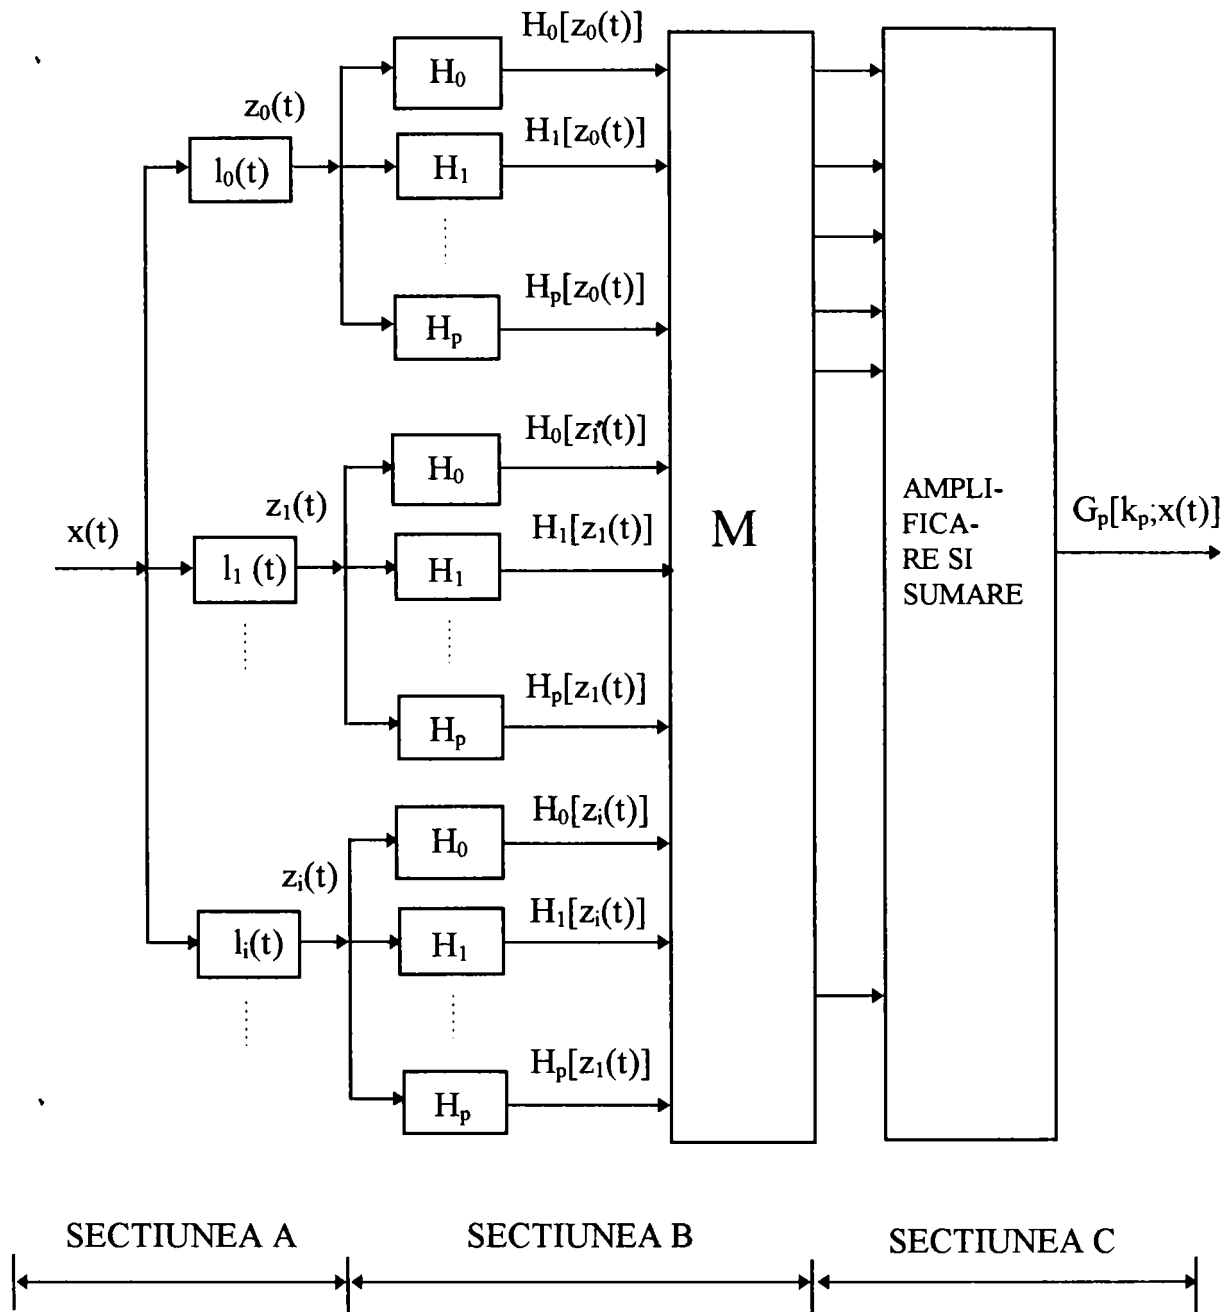 H₀[z₀(t)]
H₀
z₀(t)
H₁[z₀(t)]
l₀(t)
H₁
Hₚ[z₀(t)]
Hₚ
H₀[z₁(t)]
H₀
x(t)
z₁(t)
H₁[z₁(t)]
l₁ (t)
H₁
Hₚ[z₁(t)]
Hₚ
H₀[zᵢ(t)]
H₀
zᵢ(t)
H₁[zᵢ(t)]
lᵢ(t)
H₁
Hₚ[z₁(t)]
Hₚ
M
AMPLI-
FICA-
RE SI
SUMARE
Gₚ[kₚ;x(t)]
SECTIUNEA A
SECTIUNEA B
SECTIUNEA C